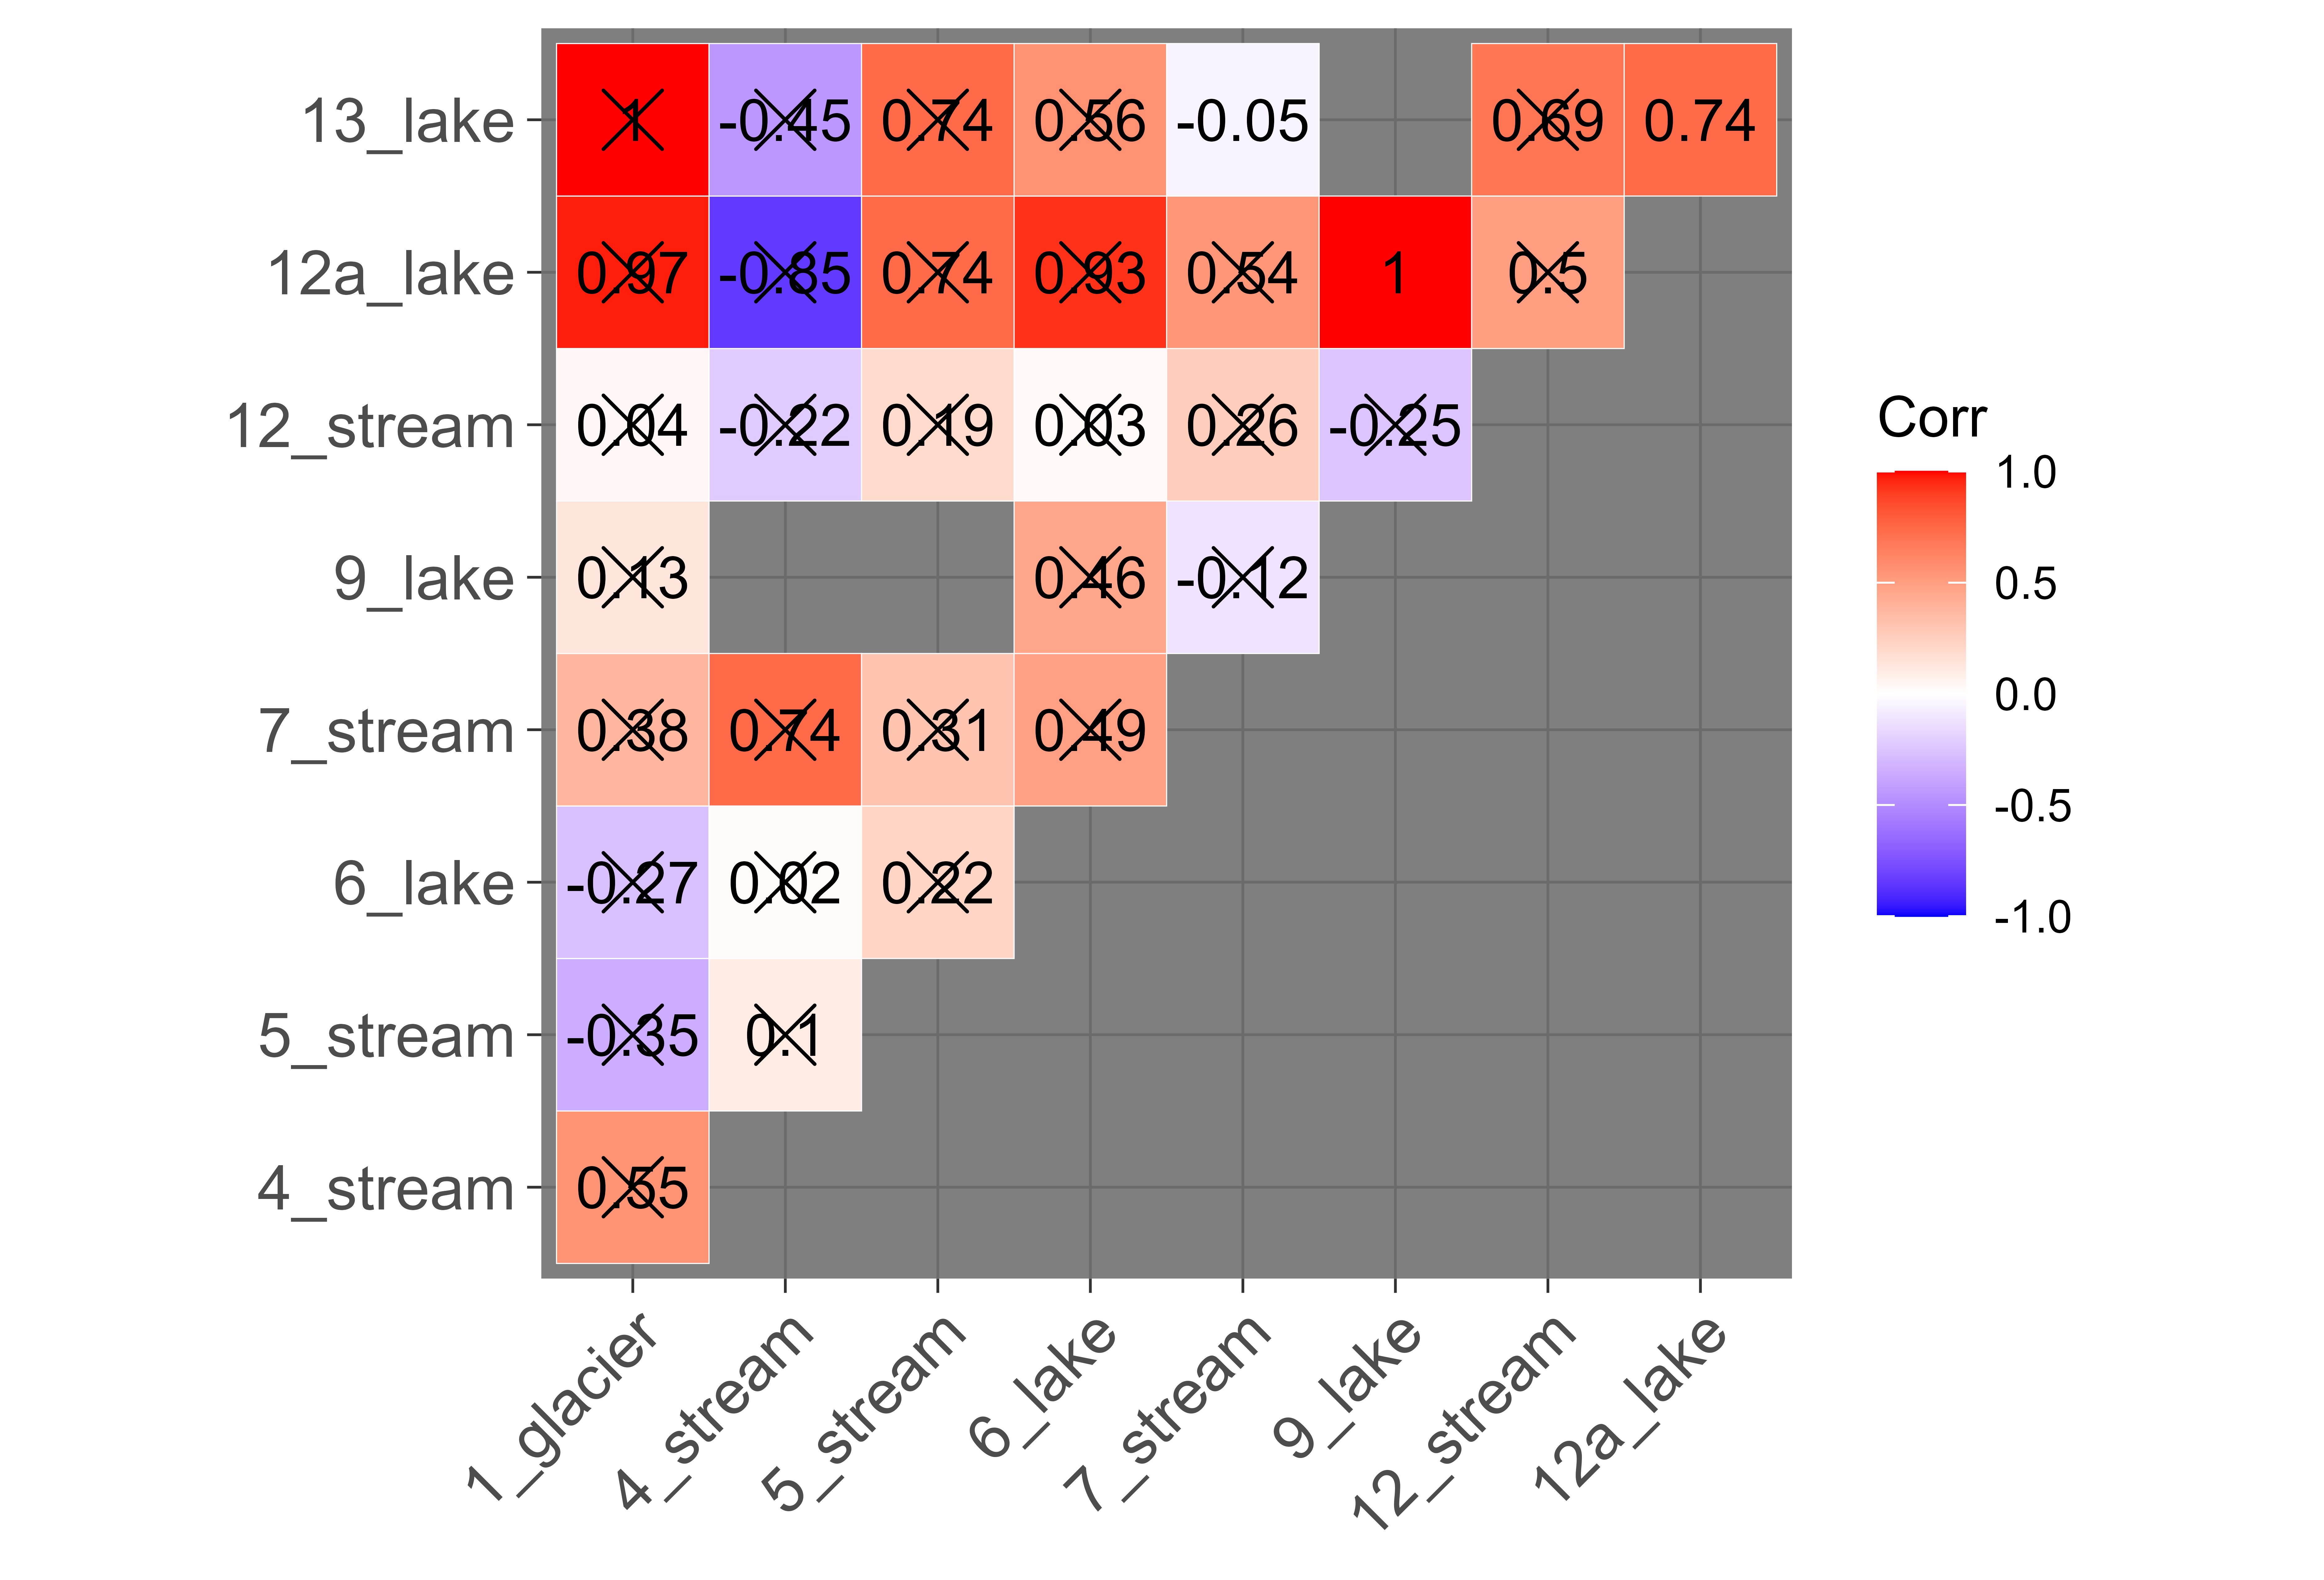 13_lake 1 -0.45 0.74 0.56 -0.05 0.69 0.74
12a_lake 0.97 -0.85 0.74 0.93 0.54 1 0.5
12_stream 0.04 -0.22 0.19 0.03 0.26 -0.25
9_lake 0.13 0.46 -0.12
7_stream 0.38 0.74 0.31 0.49
6_lake -0.27 0.02 0.22
5_stream -0.35 0.1
4_stream 0.55
1_glacier
4_stream
5_stream
6_lake
7_stream
9_lake
12_stream
12a_lake
Corr
1.0
0.5
0.0
-0.5
-1.0